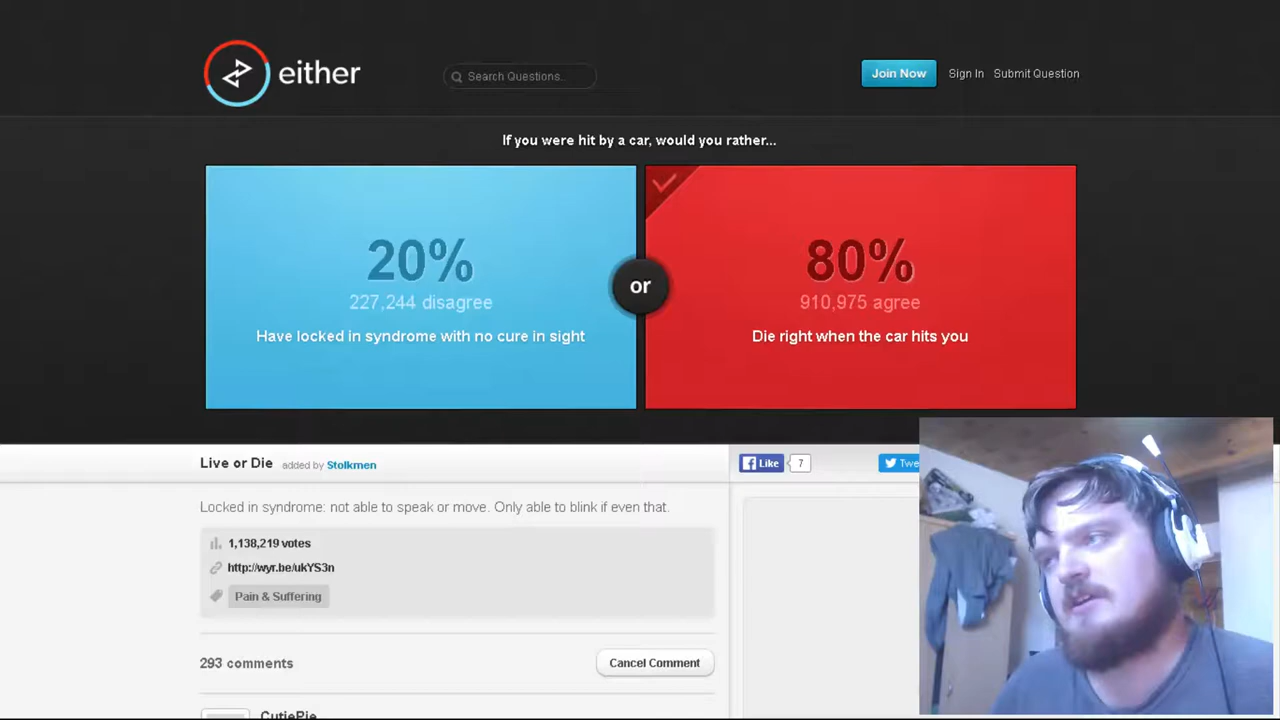 either
Search Questions...
Join Now
Sign In
Submit Question
If you were hit by a car, would you rather...
20%
227,244 disagree
Have locked in syndrome with no cure in sight
or
80%
910,975 agree
Die right when the car hits you
Live or Die added by Stolkmen
Like 7
Twe
Locked in syndrome: not able to speak or move. Only able to blink if even that.
1,138,219 votes
http://wyr.be/ukYS3n
Pain & Suffering
293 comments
Cancel Comment
CutiePie